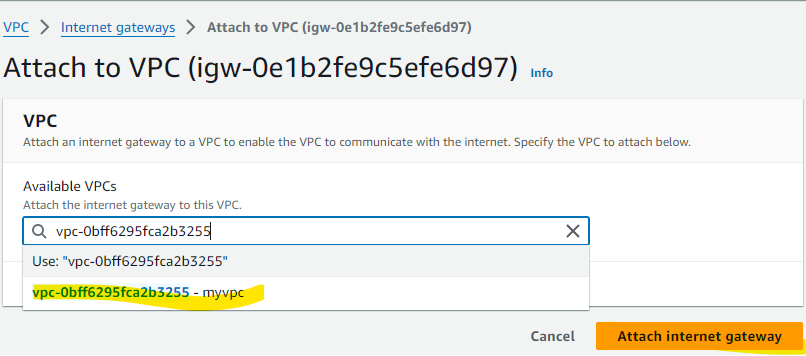 VPC > Internet gateways > Attach to VPC (igw-0e1b2fe9c5efe6d97)
Attach to VPC (igw-0e1b2fe9c5efe6d97) Info
VPC
Attach an internet gateway to a VPC to enable the VPC to communicate with the internet. Specify the VPC to attach below.
Available VPCs
Attach the internet gateway to this VPC.
vpc-0bff6295fca2b3255
Use: "vpc-0bff6295fca2b3255"
vpc-0bff6295fca2b3255 - myvpc
Cancel Attach internet gateway